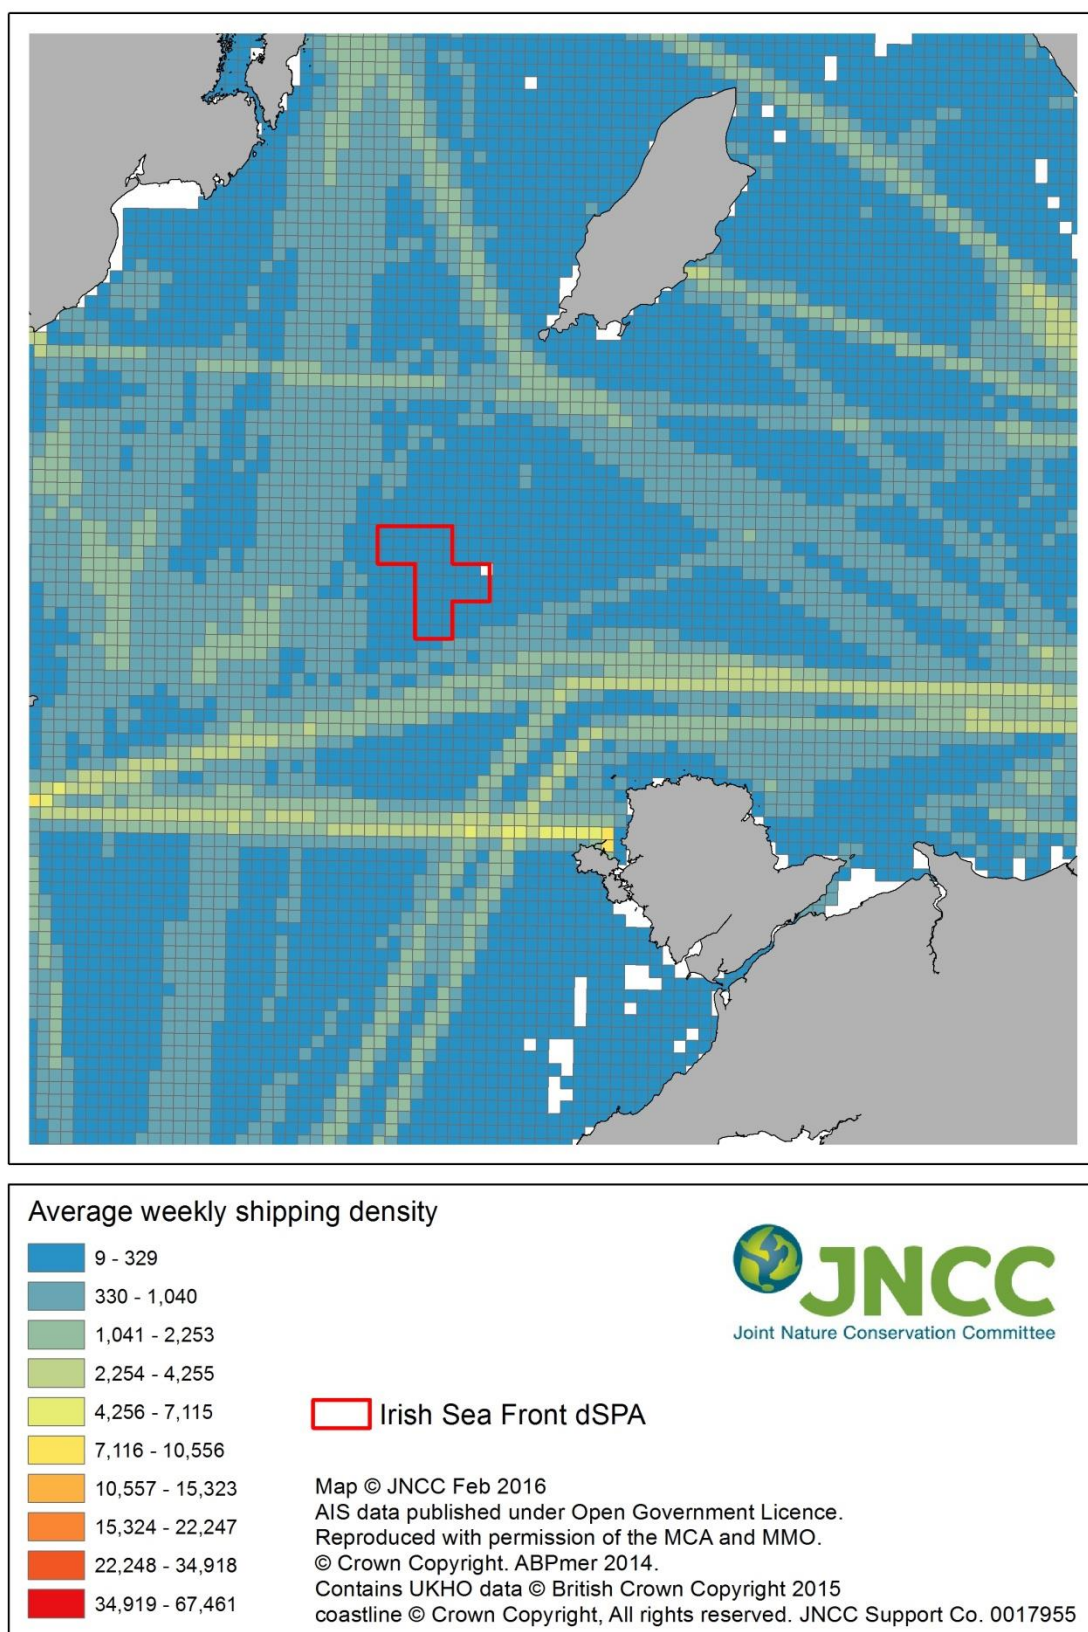 Average weekly shipping density
9 - 329
330 - 1,040
1,041 - 2,253
2,254 - 4,255
4,256 - 7,115
7,116 - 10,556
10,557 - 15,323
15,324 - 22,247
22,248 - 34,918
34,919 - 67,461
JNCC
Joint Nature Conservation Committee
Irish Sea Front dSPA
Map © JNCC Feb 2016
AIS data published under Open Government Licence.
Reproduced with permission of the MCA and MMO.
© Crown Copyright. ABPmer 2014.
Contains UKHO data © British Crown Copyright 2015
coastline © Crown Copyright, All rights reserved. JNCC Support Co. 0017955